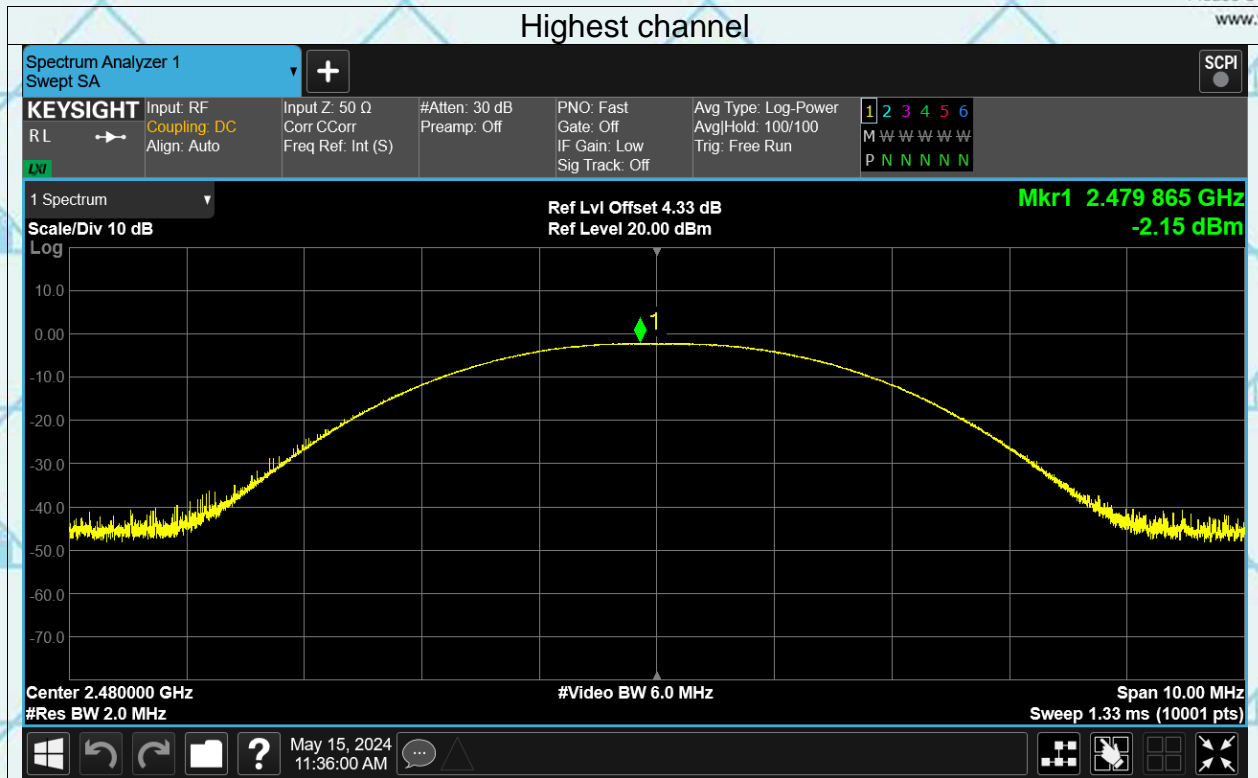 www.
Highest channel
Spectrum Analyzer 1
Swept SA
SCPI
KEYSIGHT
R L
LXI
Input: RF
Coupling: DC
Align: Auto
Input Z: 50 Ω
Corr CCorr
Freq Ref: Int (S)
#Atten: 30 dB
Preamp: Off
PNO: Fast
Gate: Off
IF Gain: Low
Sig Track: Off
Avg Type: Log-Power
Avg|Hold: 100/100
Trig: Free Run
1 2 3 4 5 6
M W W W W W W
P N N N N N
1 Spectrum
Scale/Div 10 dB
Log
Ref Lvl Offset 4.33 dB
Ref Level 20.00 dBm
Mkr1 2.479 865 GHz
-2.15 dBm
10.0
0.00
-10.0
-20.0
-30.0
-40.0
-50.0
-60.0
-70.0
1
Center 2.480000 GHz
#Res BW 2.0 MHz
#Video BW 6.0 MHz
Span 10.00 MHz
Sweep 1.33 ms (10001 pts)
?
May 15, 2024
11:36:00 AM